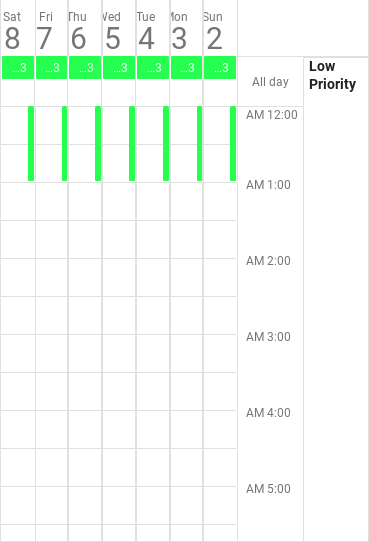 Sat Fri Thu Wed Tue Mon Sun
8 7 6 5 4 3 2
...3 ...3 ...3 ...3 ...3 ...3 ...3
All day
Low
Priority
AM 12:00
AM 1:00
AM 2:00
AM 3:00
AM 4:00
AM 5:00